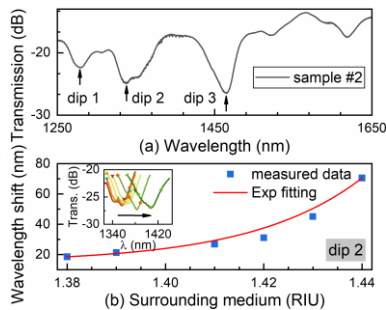 Transmission (dB)
-20
-30
sample #2
dip 1
dip 2
dip 3
1250
1450
1650
(a) Wavelength (nm)
Wavelength shift (nm)
80
60
40
20
Trans. (dB)
-20
-25
-30
1340
1420
λ (nm)
measured data
Exp fitting
dip 2
1.38
1.40
1.42
1.44
(b) Surrounding medium (RIU)